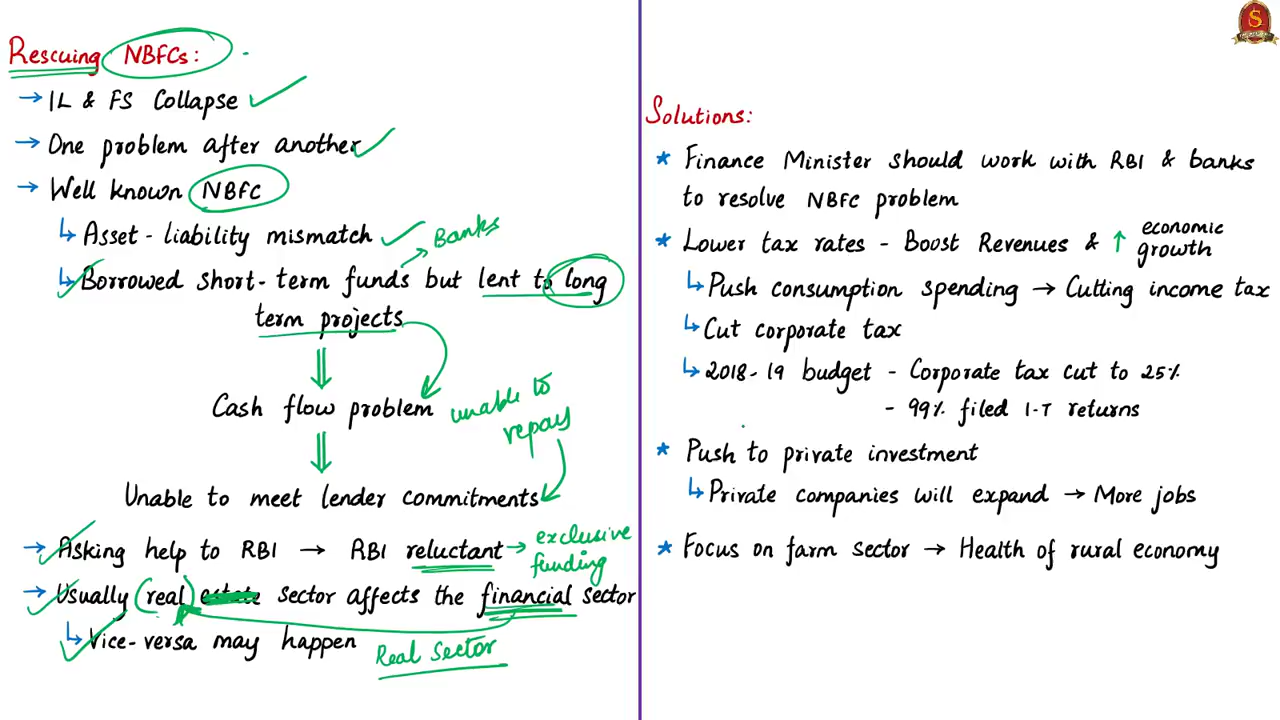 Rescuing NBFCs:
→ IL & FS Collapse
→ One problem after another
→ Well known NBFC
↳ Asset-liability mismatch
Banks
↳ Borrowed short-term funds but lent to long
term projects
Cash flow problem
unable to
repay
Unable to meet lender commitments
→ Asking help to RBI → RBI reluctant → exclusive
funding
→ Usually (real) estate sector affects the financial sector
↳ Vice-versa may happen
Real Sector
Solutions:
* Finance Minister should work with RBI & banks
to resolve NBFC problem
* Lower tax rates - Boost Revenues & ↑ economic
growth
↳ Push consumption spending → Cutting income tax
↳ Cut corporate tax
↳ 2018-19 budget - Corporate tax cut to 25%
- 99% filed I-T returns
* Push to private investment
↳ Private companies will expand → More jobs
* Focus on farm sector → Health of rural economy
S